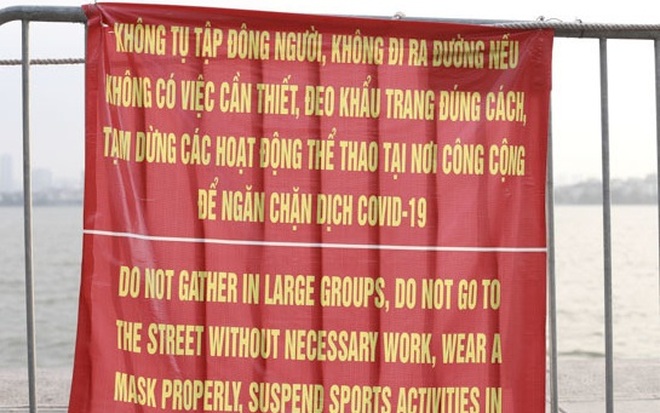 KHÔNG TỤ TẬP ĐÔNG NGƯỜI, KHÔNG ĐI RA ĐƯỜNG NẾU
KHÔNG CÓ VIỆC CẦN THIẾT, ĐEO KHẨU TRANG ĐÚNG CÁCH,
TẠM DỪNG CÁC HOẠT ĐỘNG THỂ THAO TẠI NƠI CÔNG CỘNG
ĐỂ NGĂN CHẶN DỊCH COVID-19
DO NOT GATHER IN LARGE GROUPS, DO NOT GO TO
THE STREET WITHOUT NECESSARY WORK, WEAR A
MASK PROPERLY, SUSPEND SPORTS ACTIVITIES IN